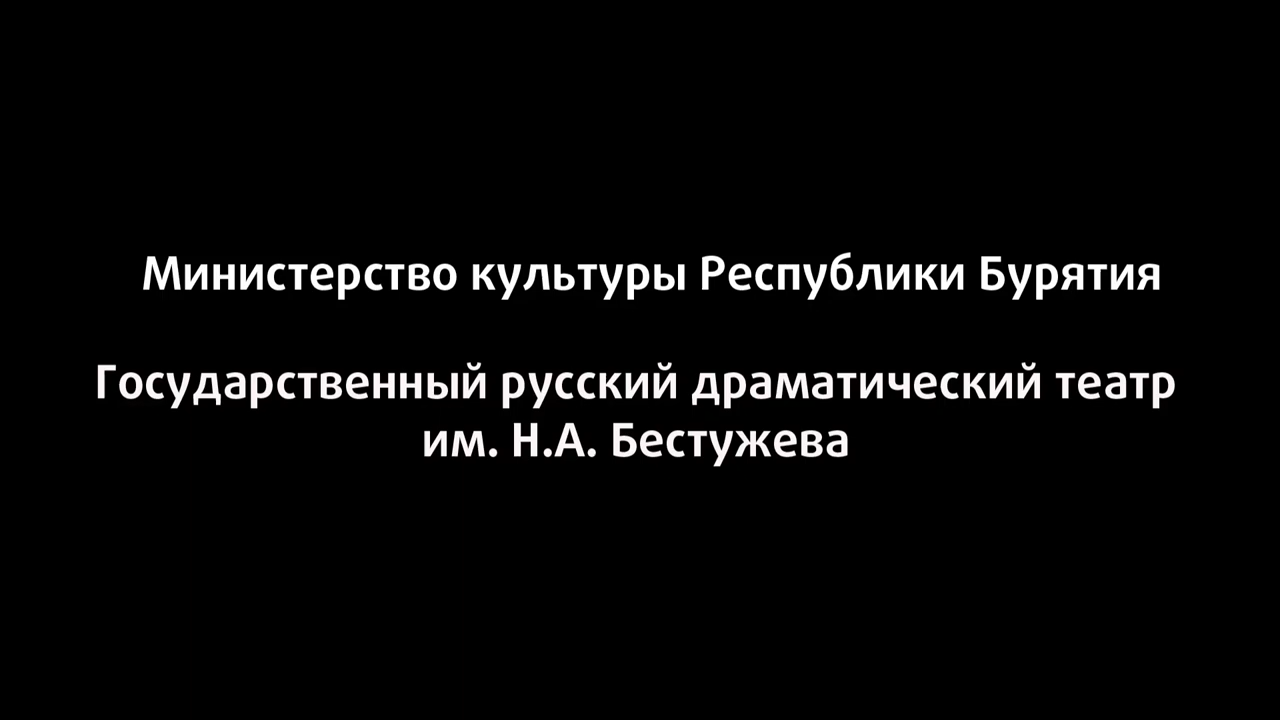 Министерство культуры Республики Бурятия
Государственный русский драматический театр
им. Н.А. Бестужева